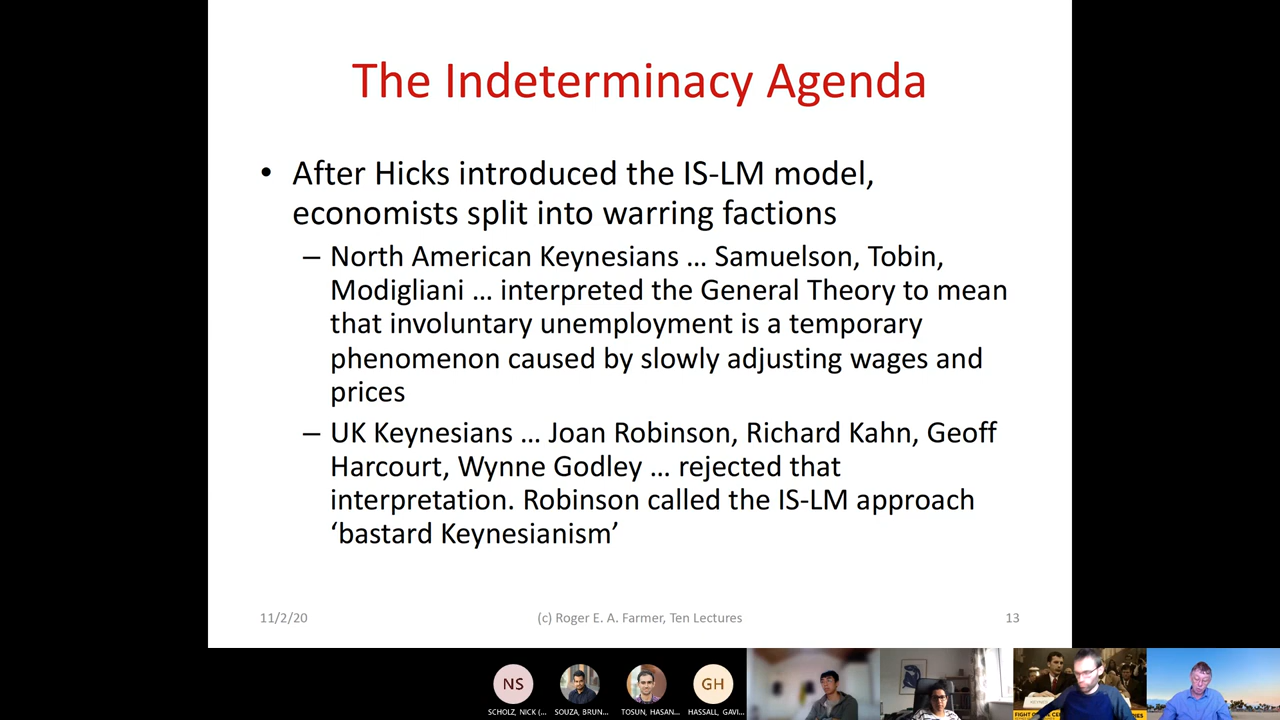 The Indeterminacy Agenda
• After Hicks introduced the IS-LM model,
economists split into warring factions
– North American Keynesians … Samuelson, Tobin,
Modigliani … interpreted the General Theory to mean
that involuntary unemployment is a temporary
phenomenon caused by slowly adjusting wages and
prices
– UK Keynesians … Joan Robinson, Richard Kahn, Geoff
Harcourt, Wynne Godley … rejected that
interpretation. Robinson called the IS-LM approach
‘bastard Keynesianism’
11/2/20 (c) Roger E. A. Farmer, Ten Lectures 13
NS GH
SCHOLZ, NICK (... SOUZA, BRUN... TOSUN, HASAN... HASSALL, GAVI...